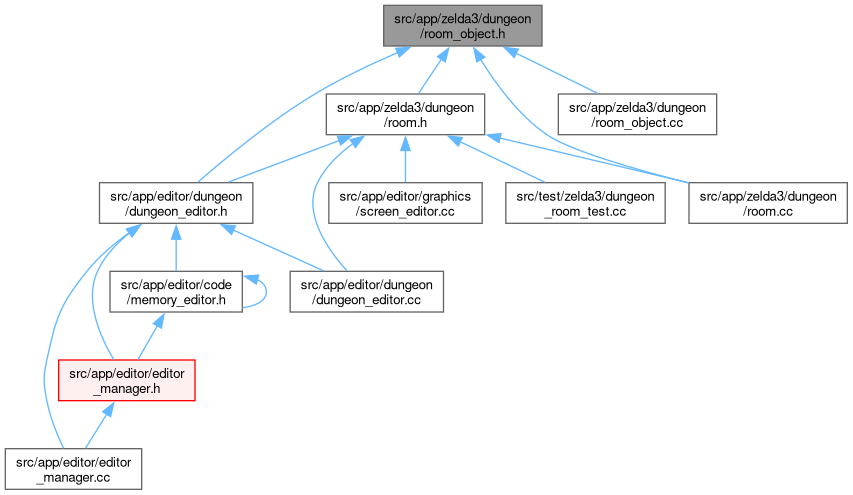 src/app/zelda3/dungeon
/room_object.h
src/app/zelda3/dungeon
/room.h
src/app/zelda3/dungeon
/room_object.cc
src/app/editor/dungeon
/dungeon_editor.h
src/app/editor/graphics
/screen_editor.cc
src/test/zelda3/dungeon
_room_test.cc
src/app/zelda3/dungeon
/room.cc
src/app/editor/code
/memory_editor.h
src/app/editor/dungeon
/dungeon_editor.cc
src/app/editor/editor
_manager.h
src/app/editor/editor
_manager.cc